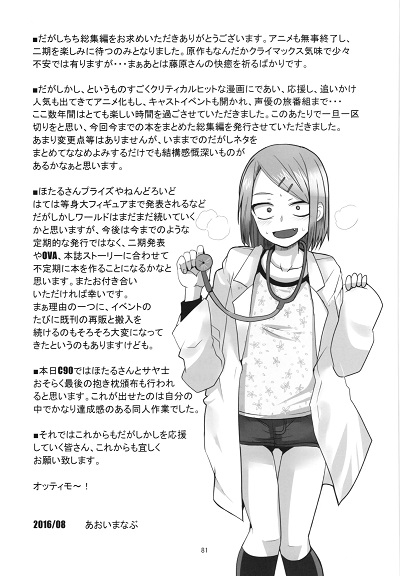 ■だがしちち総集編をお求めいただきありがとうございます。アニメも無事終了し、
二期を楽しみに待つのみとなりました。原作もなんだかクライマックス気味で少々
不安では有りますが・・・まぁあとは藤原さんの快癒を祈るばかりです。
■だがしかし、というものすごくクリティカルヒットな漫画にであい、応援し、追いかけ
人気も出てきてアニメ化もし、キャストイベントも開かれ、声優の旅番組まで・・・
ここ数年間はとても楽しい時間を過ごさせていただきました。このあたりで一旦一区
切りをと思い、今回今までの本をまとめた総集編を発行させていただきました。
あまり変更点等はありませんが、いままでのだがしネタを
まとめてながめよみするだけでも結構感慨深いものが
あるかなぁと思います。
■ほたるさんプライズやねんどろいど
はては等身大フィギュアまで発表されるなど
だがしかしワールドはまだまだ続いていく
かと思いますが、今後は今までのような
定期的な発行ではなく、二期発表
やOVA、本誌ストーリーに合わせて
不定期に本を作ることになるかなと
思います。またお付き合い
いただければ幸いです。
まぁ理由の一つに、イベントの
たびに既刊の再販と搬入を
続けるのもそろそろ大変になって
きたというのもありますけども。
■本日C90ではほたるさんとサヤ士
おそらく最後の抱き枕頒布も行われ
ると思います。これが出せたのは自分の
中でかなり達成感のある同人作業でした。
■それではこれからもだがしかしを応援
していく皆さん、これからも宜しく
お願い致します。
オッティモ〜！
2016/08　あおいまなぶ
81